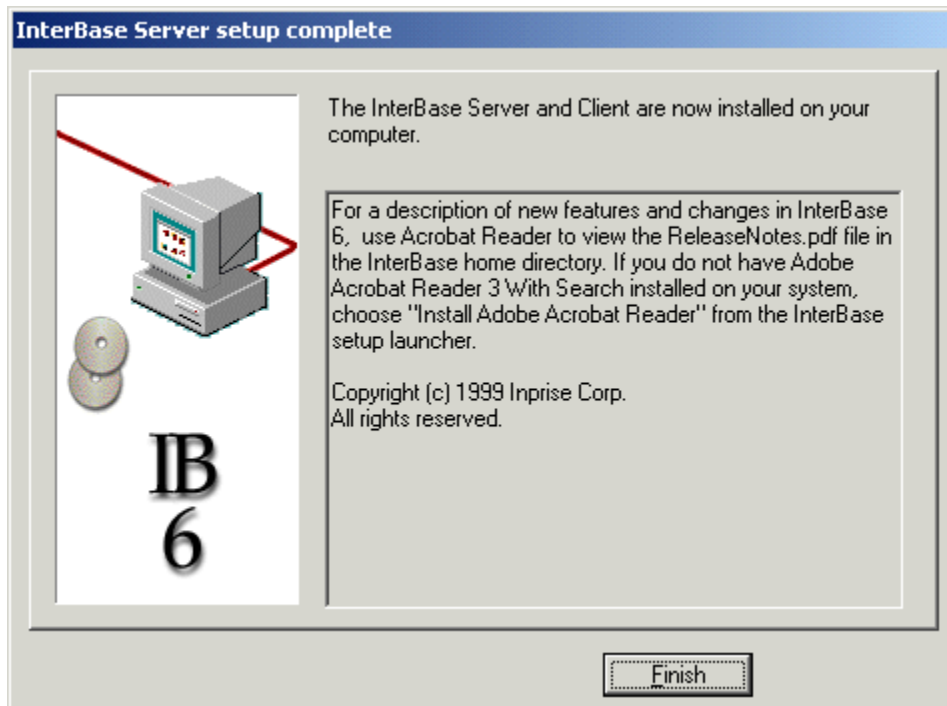 InterBase Server setup complete
The InterBase Server and Client are now installed on your
computer.
For a description of new features and changes in InterBase
6,  use Acrobat Reader to view the ReleaseNotes.pdf file in
the InterBase home directory. If you do not have Adobe
Acrobat Reader 3 With Search installed on your system,
choose "Install Adobe Acrobat Reader" from the InterBase
setup launcher.
Copyright (c) 1999 Inprise Corp.
All rights reserved.
IB
6
Finish